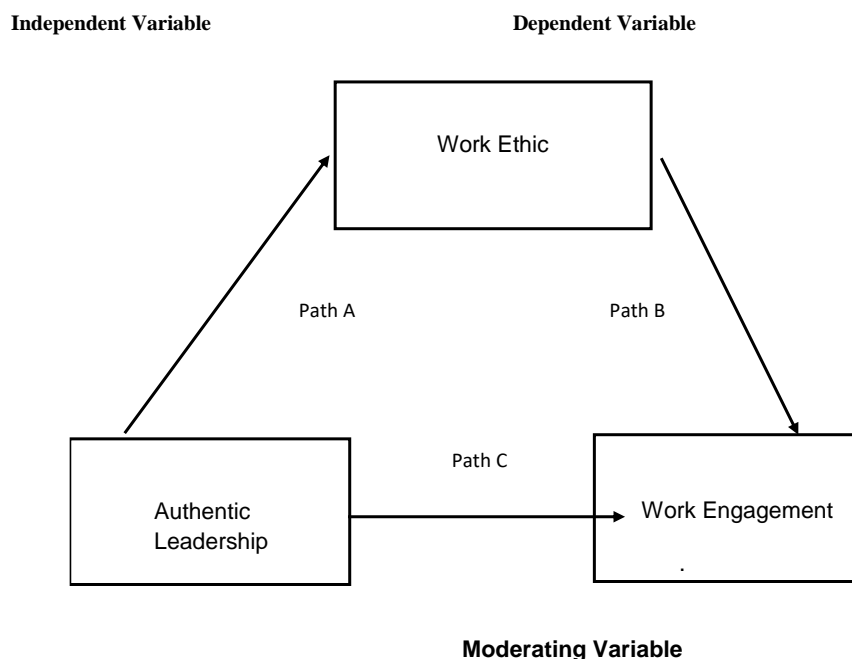 Independent Variable Dependent Variable
Work Ethic
Path A Path B
Path C
Authentic
Leadership
Work Engagement
.
Moderating Variable